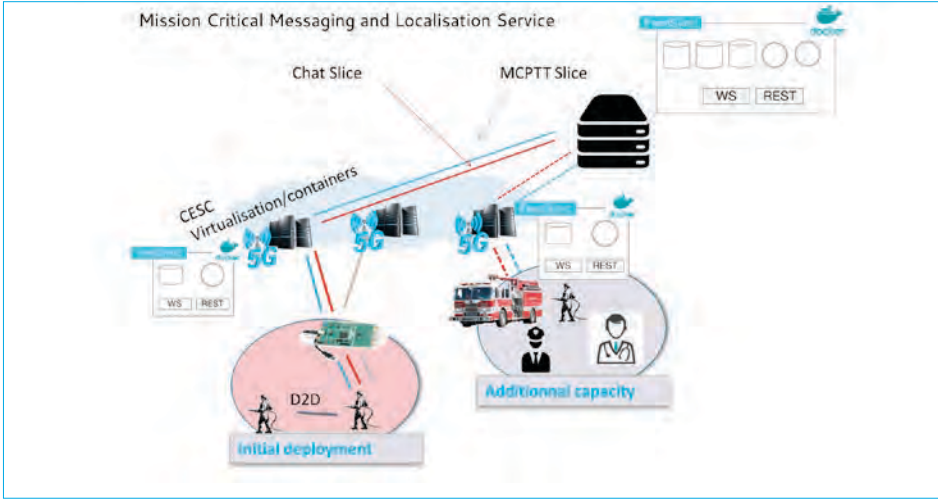 Mission Critical Messaging and Localisation Service
docker
WS REST
Chat Slice
MCPTT Slice
CESC
Virtualisation/containers
5G
5G
5G
docker
WS REST
docker
WS REST
D2D
Initial deployment
Additionnal capacity